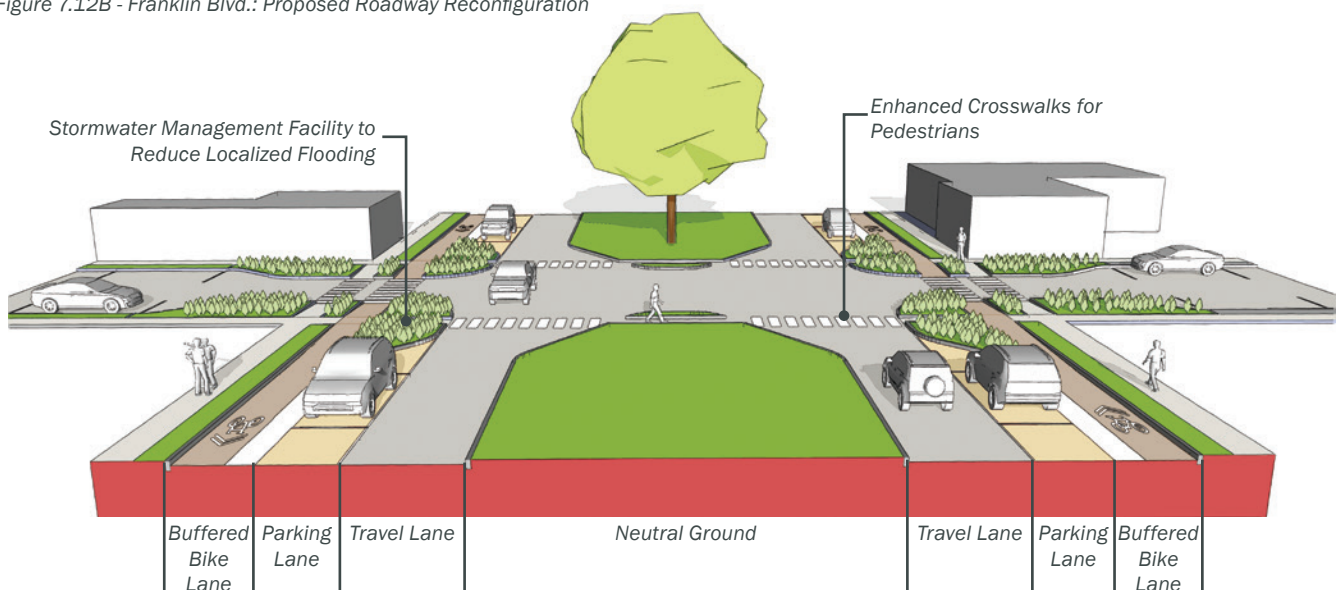 Figure 7.12B - Franklin Blvd.: Proposed Roadway Reconfiguration
Stormwater Management Facility to
Reduce Localized Flooding
Enhanced Crosswalks for
Pedestrians
Buffered
Bike
Lane
Parking
Lane
Travel Lane
Neutral Ground
Travel Lane
Parking
Lane
Buffered
Bike
Lane